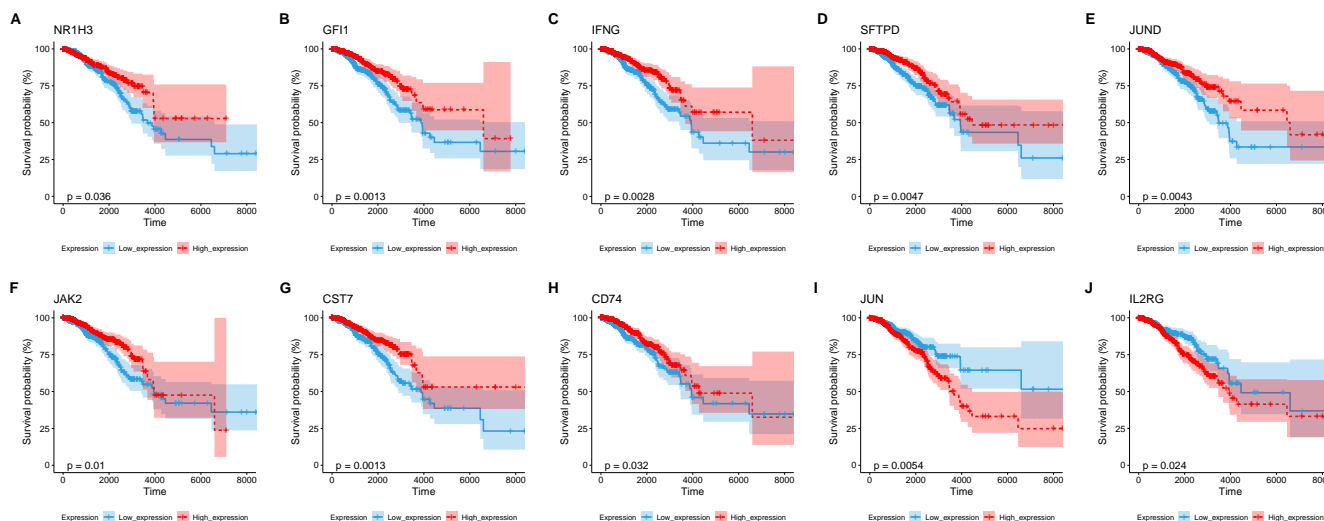 A
NR1H3
Survival probability (%)
100
75
50
25
0
p = 0.036
0 2000 4000 6000 8000
Time
Expression Low_expression High_expression
B
GFI1
Survival probability (%)
100
75
50
25
0
p = 0.0013
0 2000 4000 6000 8000
Time
Expression Low_expression High_expression
C
IFNG
Survival probability (%)
100
75
50
25
0
p = 0.0028
0 2000 4000 6000 8000
Time
Expression Low_expression High_expression
D
SFTPD
Survival probability (%)
100
75
50
25
0
p = 0.0047
0 2000 4000 6000 8000
Time
Expression Low_expression High_expression
E
JUND
Survival probability (%)
100
75
50
25
0
p = 0.0043
0 2000 4000 6000 8000
Time
Expression Low_expression High_expression
F
JAK2
Survival probability (%)
100
75
50
25
0
p = 0.01
0 2000 4000 6000 8000
Time
Expression Low_expression High_expression
G
CST7
Survival probability (%)
100
75
50
25
0
p = 0.0013
0 2000 4000 6000 8000
Time
Expression Low_expression High_expression
H
CD74
Survival probability (%)
100
75
50
25
0
p = 0.032
0 2000 4000 6000 8000
Time
Expression Low_expression High_expression
I
JUN
Survival probability (%)
100
75
50
25
0
p = 0.0054
0 2000 4000 6000 8000
Time
Expression Low_expression High_expression
J
IL2RG
Survival probability (%)
100
75
50
25
0
p = 0.024
0 2000 4000 6000 8000
Time
Expression Low_expression High_expression